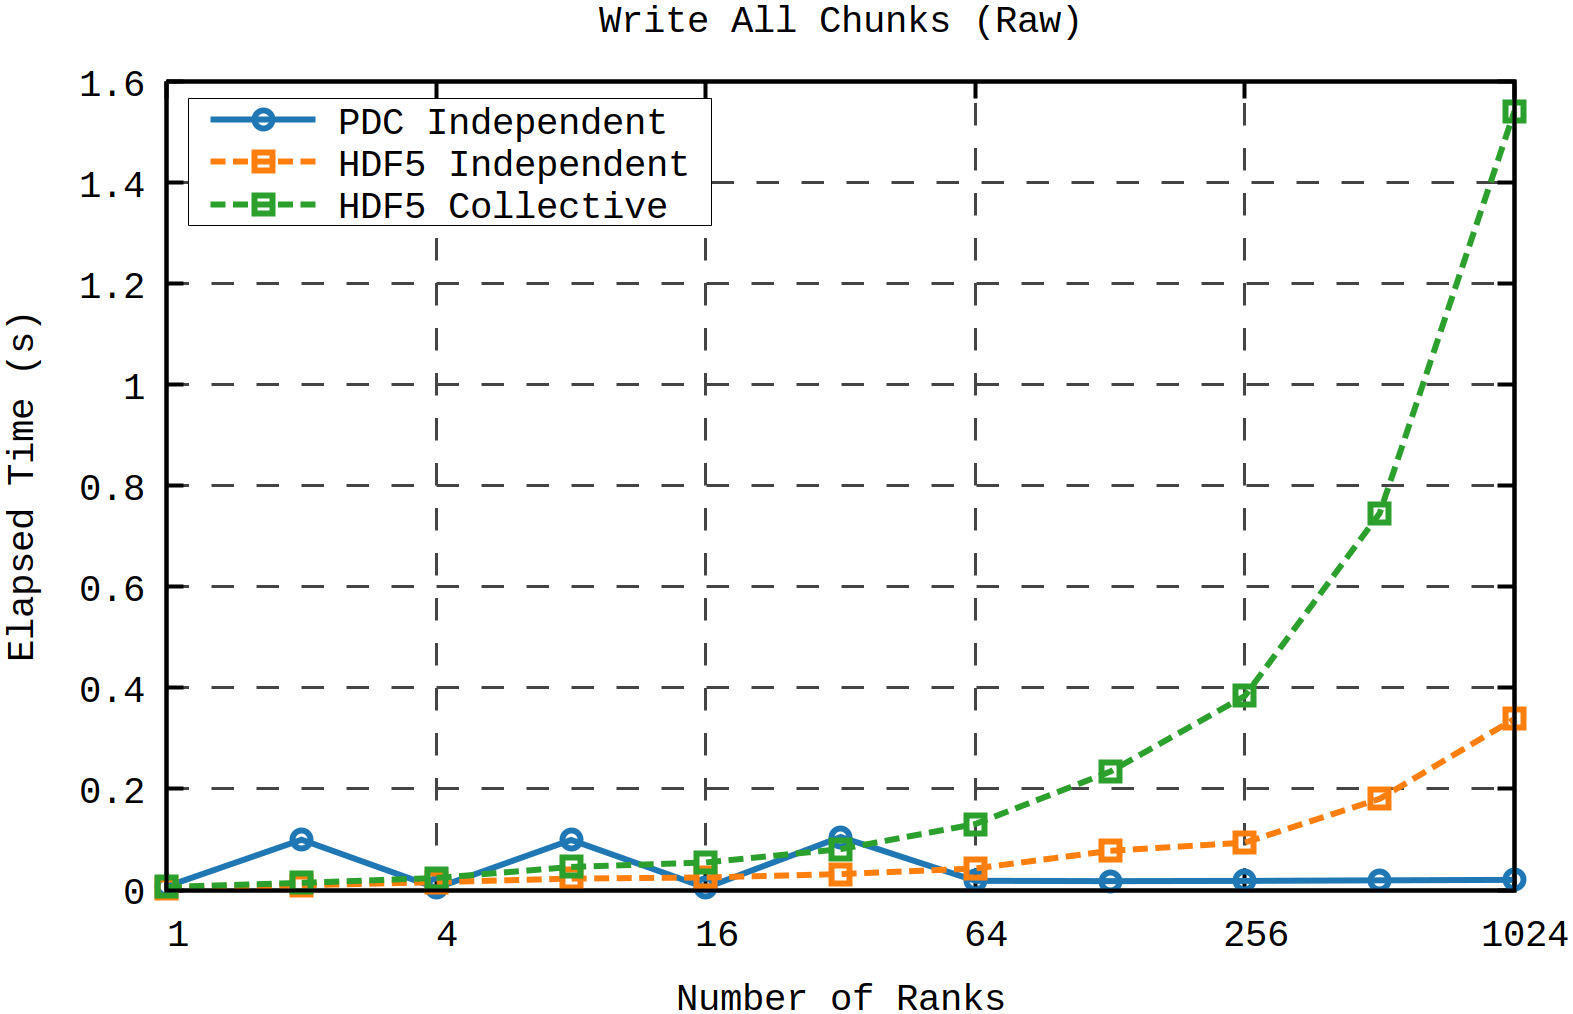 Write All Chunks (Raw)
1.6
1.4
1.2
1
0.8
0.6
0.4
0.2
0
Elapsed Time (s)
PDC Independent
HDF5 Independent
HDF5 Collective
1 4 16 64 256 1024
Number of Ranks